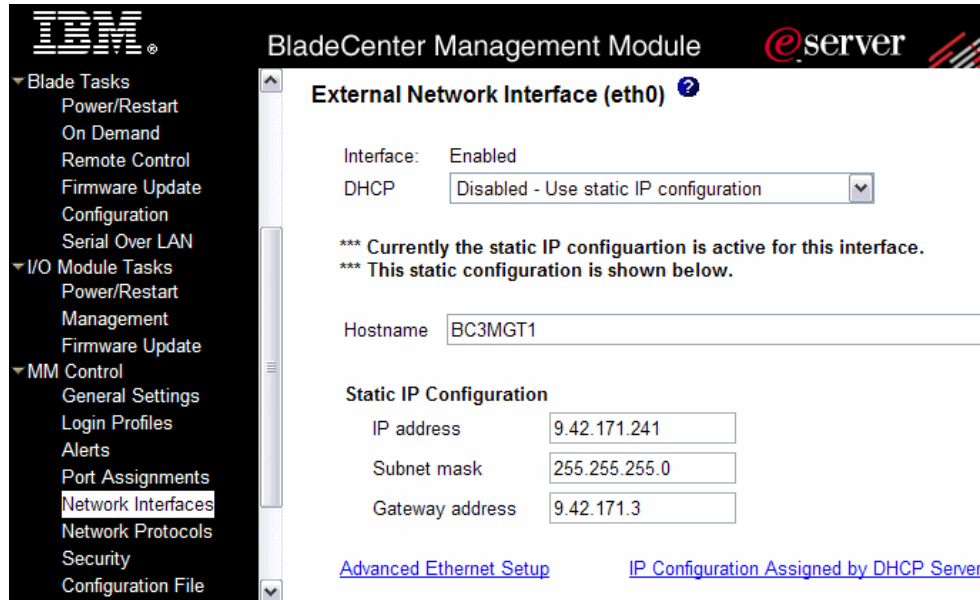 IBM®
BladeCenter Management Module
eserver
Blade Tasks
Power/Restart
On Demand
Remote Control
Firmware Update
Configuration
Serial Over LAN
I/O Module Tasks
Power/Restart
Management
Firmware Update
MM Control
General Settings
Login Profiles
Alerts
Port Assignments
Network Interfaces
Network Protocols
Security
Configuration File
External Network Interface (eth0) ?
Interface: Enabled
DHCP Disabled - Use static IP configuration
*** Currently the static IP configuartion is active for this interface.
*** This static configuration is shown below.
Hostname BC3MGT1
Static IP Configuration
IP address 9.42.171.241
Subnet mask 255.255.255.0
Gateway address 9.42.171.3
Advanced Ethernet Setup IP Configuration Assigned by DHCP Server